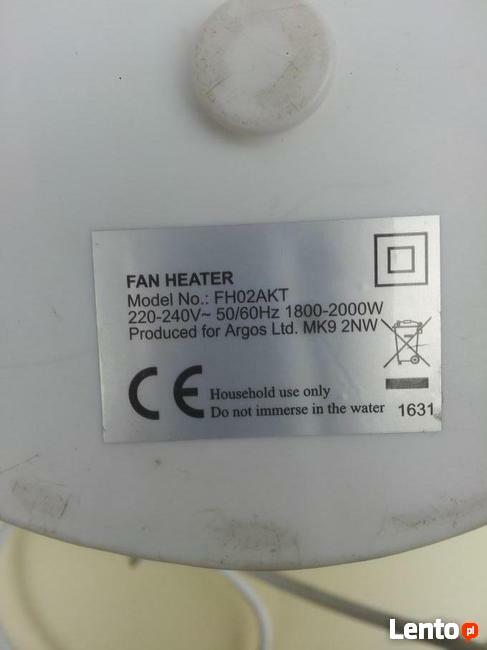 FAN HEATER
Model No.: FH02AKT
220-240V~ 50/60Hz 1800-2000W
Produced for Argos Ltd. MK9 2NW
CE Household use only
Do not immerse in the water 1631
Lento pl